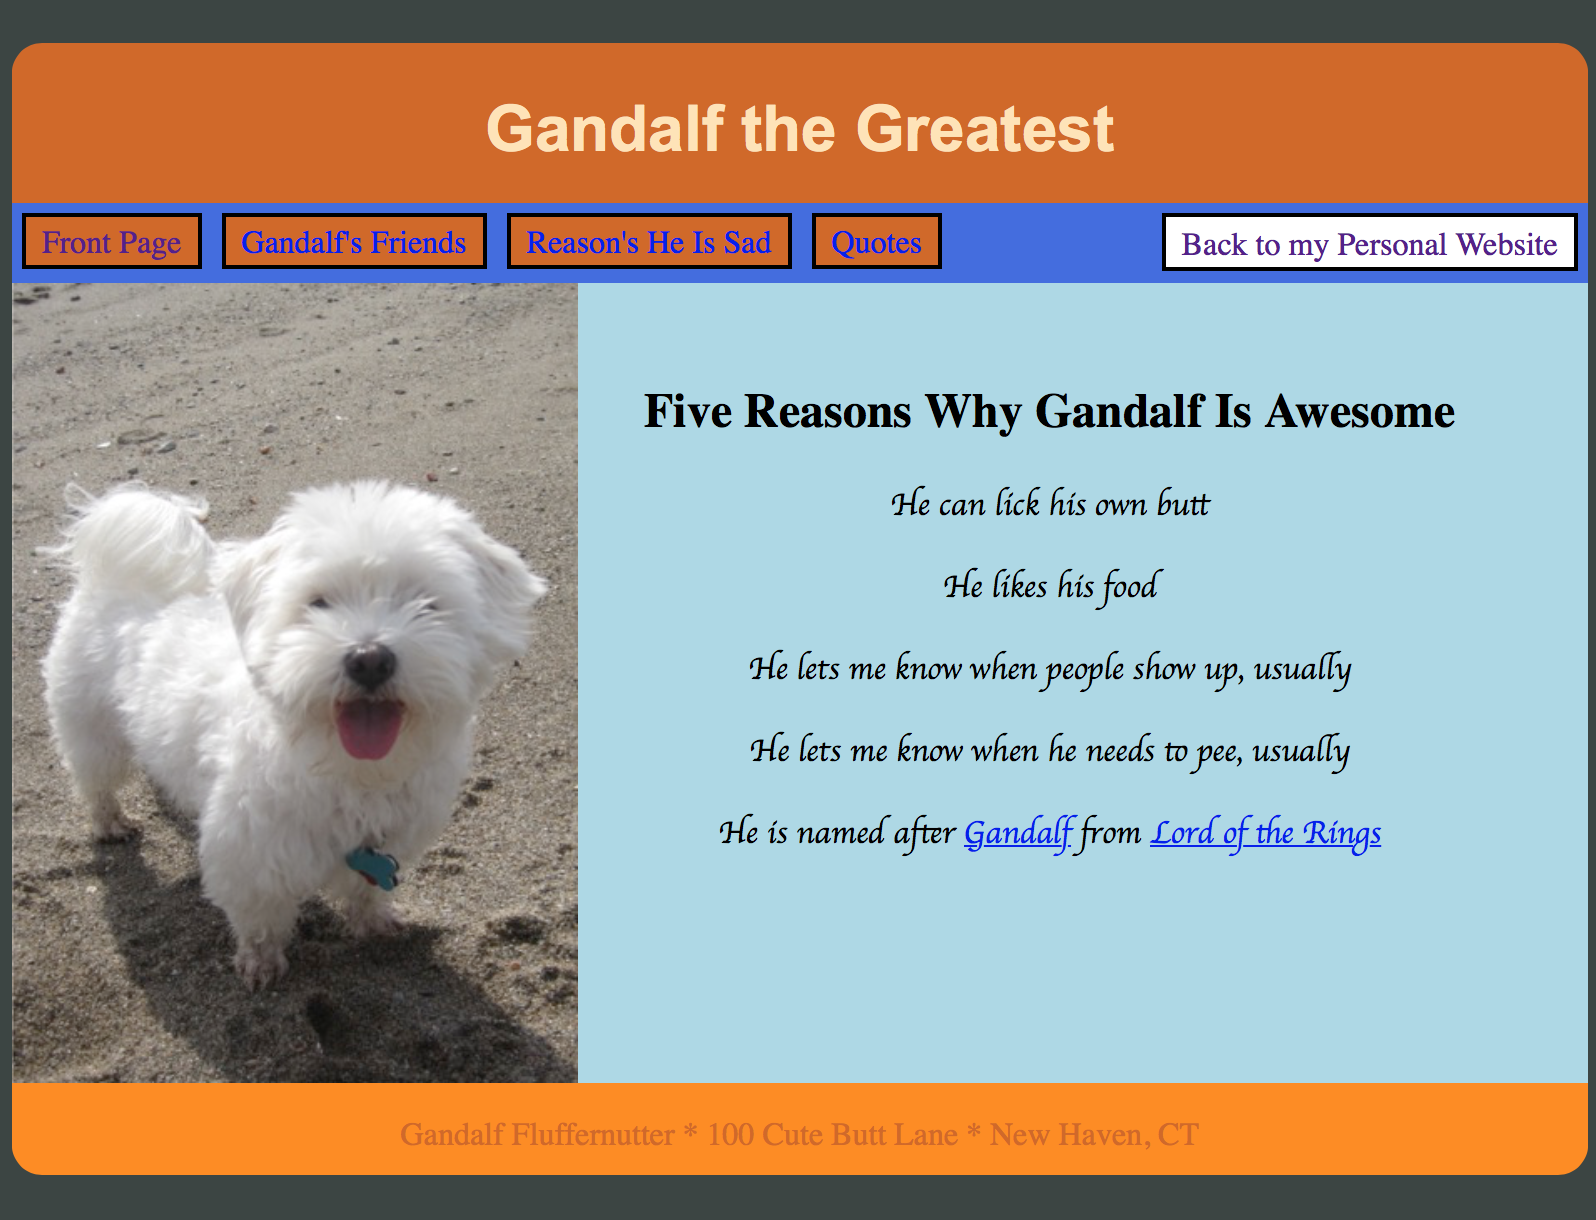 Gandalf the Greatest
Front Page
Gandalf's Friends
Reason's He Is Sad
Quotes
Back to my Personal Website
Five Reasons Why Gandalf Is Awesome
He can lick his own butt
He likes his food
He lets me know when people show up, usually
He lets me know when he needs to pee, usually
He is named after Gandalf from Lord of the Rings
Gandalf Fluffernutter * 100 Cute Butt Lane * New Haven, CT